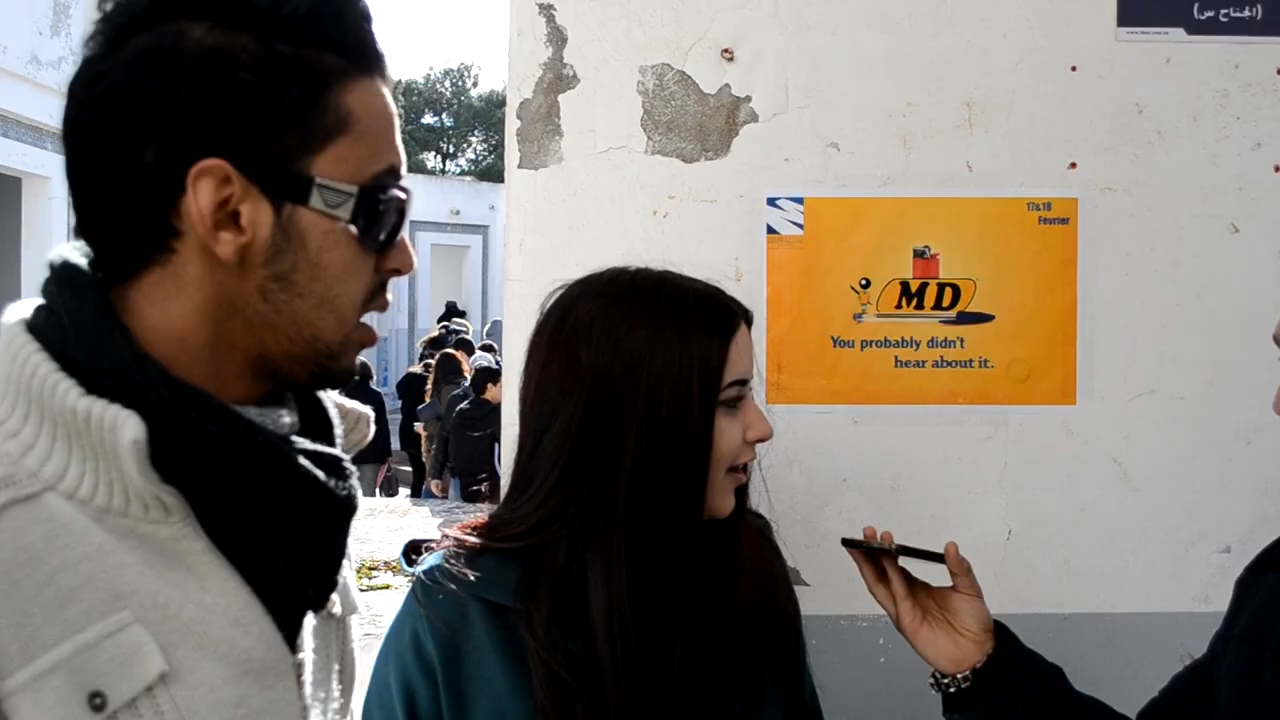 (الجناح س)
17&18
Février
MD
You probably didn't
hear about it.